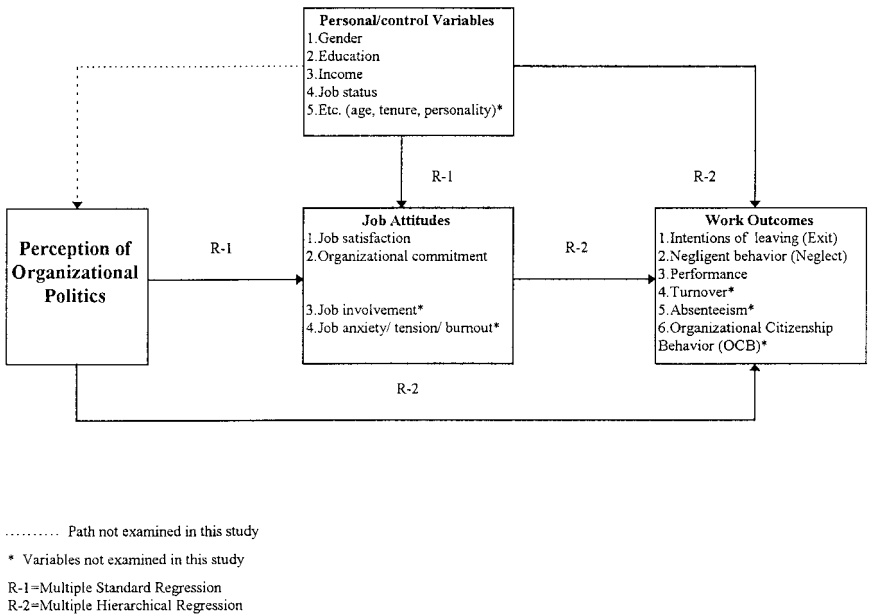 Personal/control Variables
1.Gender
2.Education
3.Income
4.Job status
5.Etc. (age, tenure, personality)*
R-1
R-2
Perception of
Organizational
Politics
R-1
Job Attitudes
1.Job satisfaction
2.Organizational commitment
3.Job involvement*
4.Job anxiety/ tension/ burnout*
R-2
Work Outcomes
1.Intentions of leaving (Exit)
2.Negligent behavior (Neglect)
3.Performance
4.Turnover*
5.Absenteeism*
6.Organizational Citizenship
Behavior (OCB)*
R-2
.......... Path not examined in this study
* Variables not examined in this study
R-1=Multiple Standard Regression
R-2=Multiple Hierarchical Regression